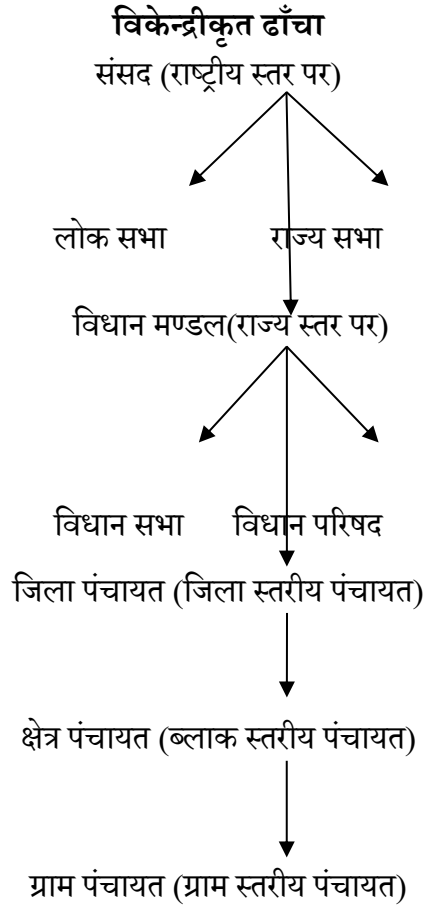 विकेन्द्रीकृत ढाँचा
संसद (राष्ट्रीय स्तर पर)
लोक सभा राज्य सभा
विधान मण्डल(राज्य स्तर पर)
विधान सभा विधान परिषद
जिला पंचायत (जिला स्तरीय पंचायत)
क्षेत्र पंचायत (ब्लाक स्तरीय पंचायत)
ग्राम पंचायत (ग्राम स्तरीय पंचायत)